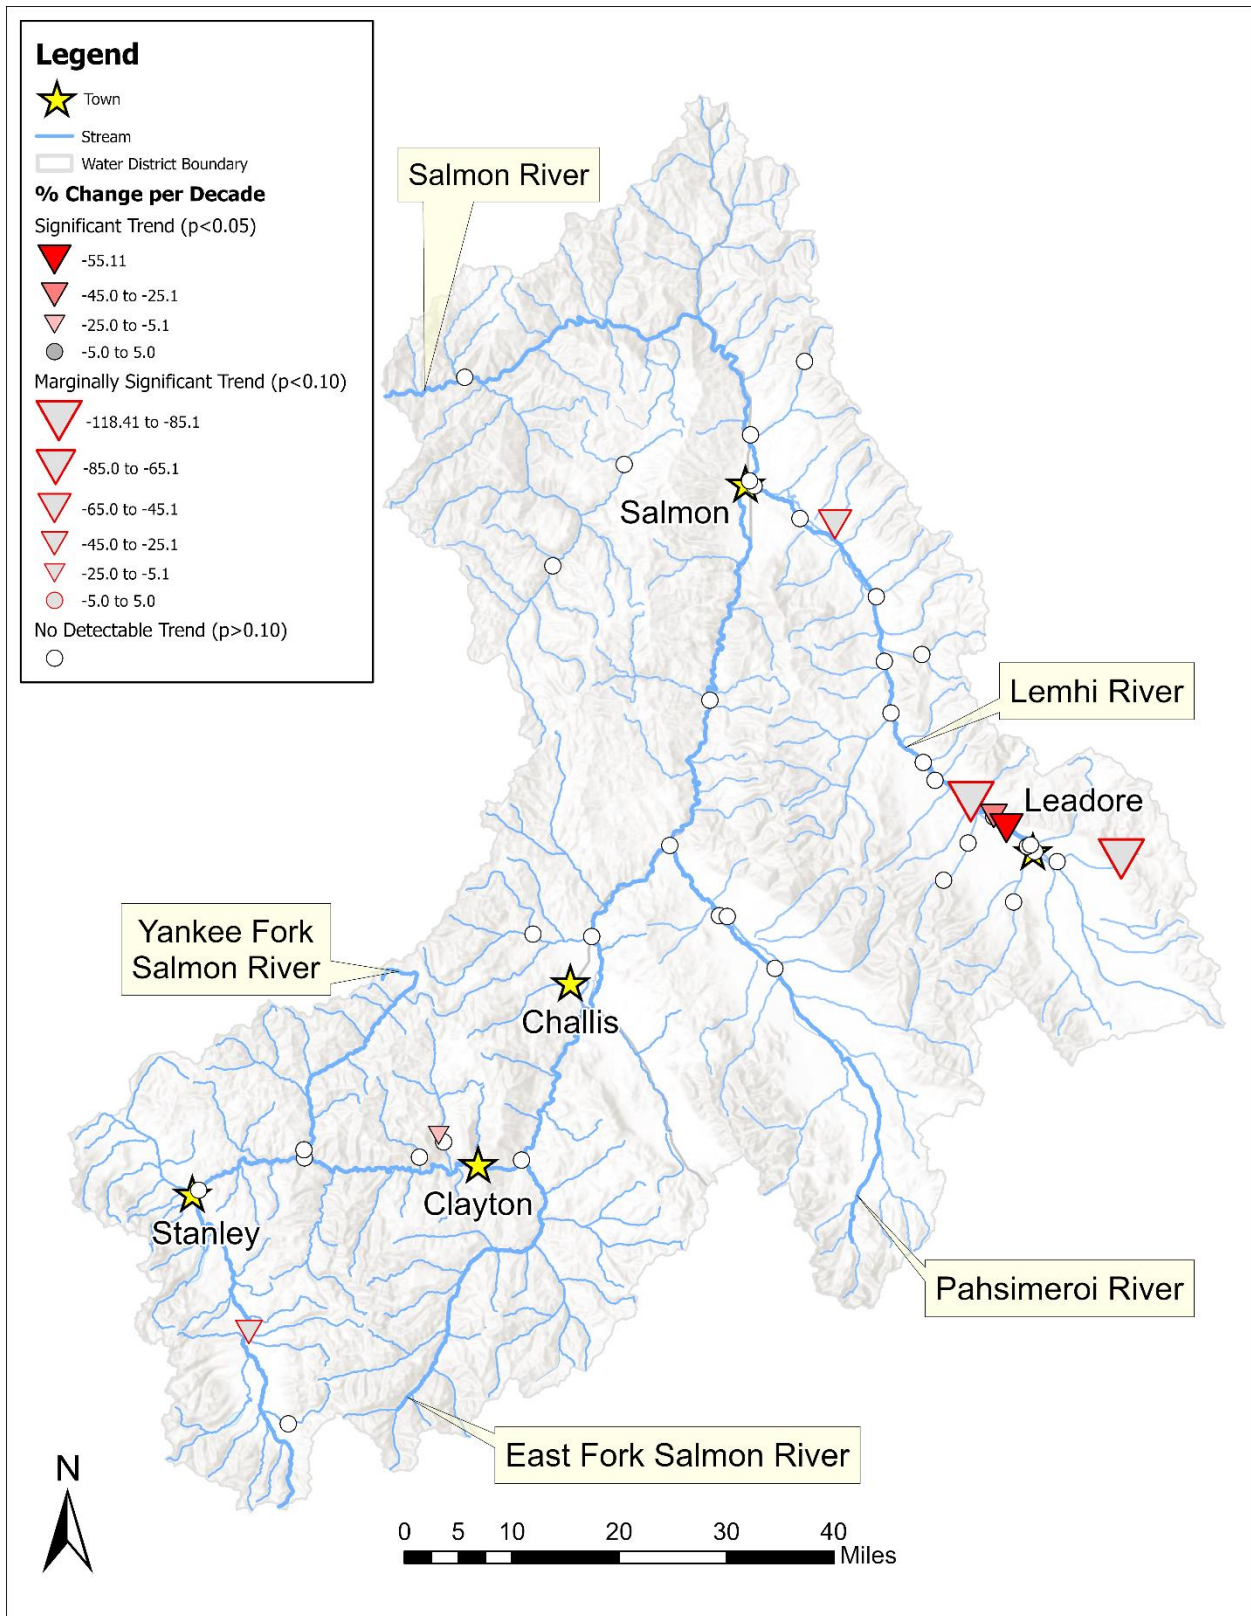 Legend
Town
Stream
Water District Boundary
% Change per Decade
Significant Trend (p<0.05)
-55.11
-45.0 to -25.1
-25.0 to -5.1
-5.0 to 5.0
Marginally Significant Trend (p<0.10)
-118.41 to -85.1
-85.0 to -65.1
-65.0 to -45.1
-45.0 to -25.1
-25.0 to -5.1
-5.0 to 5.0
No Detectable Trend (p>0.10)
Salmon River
Salmon
Lemhi River
Leadore
Yankee Fork
Salmon River
Challis
Clayton
Stanley
Pahsimeroi River
East Fork Salmon River
N
0 5 10 20 30 40
Miles